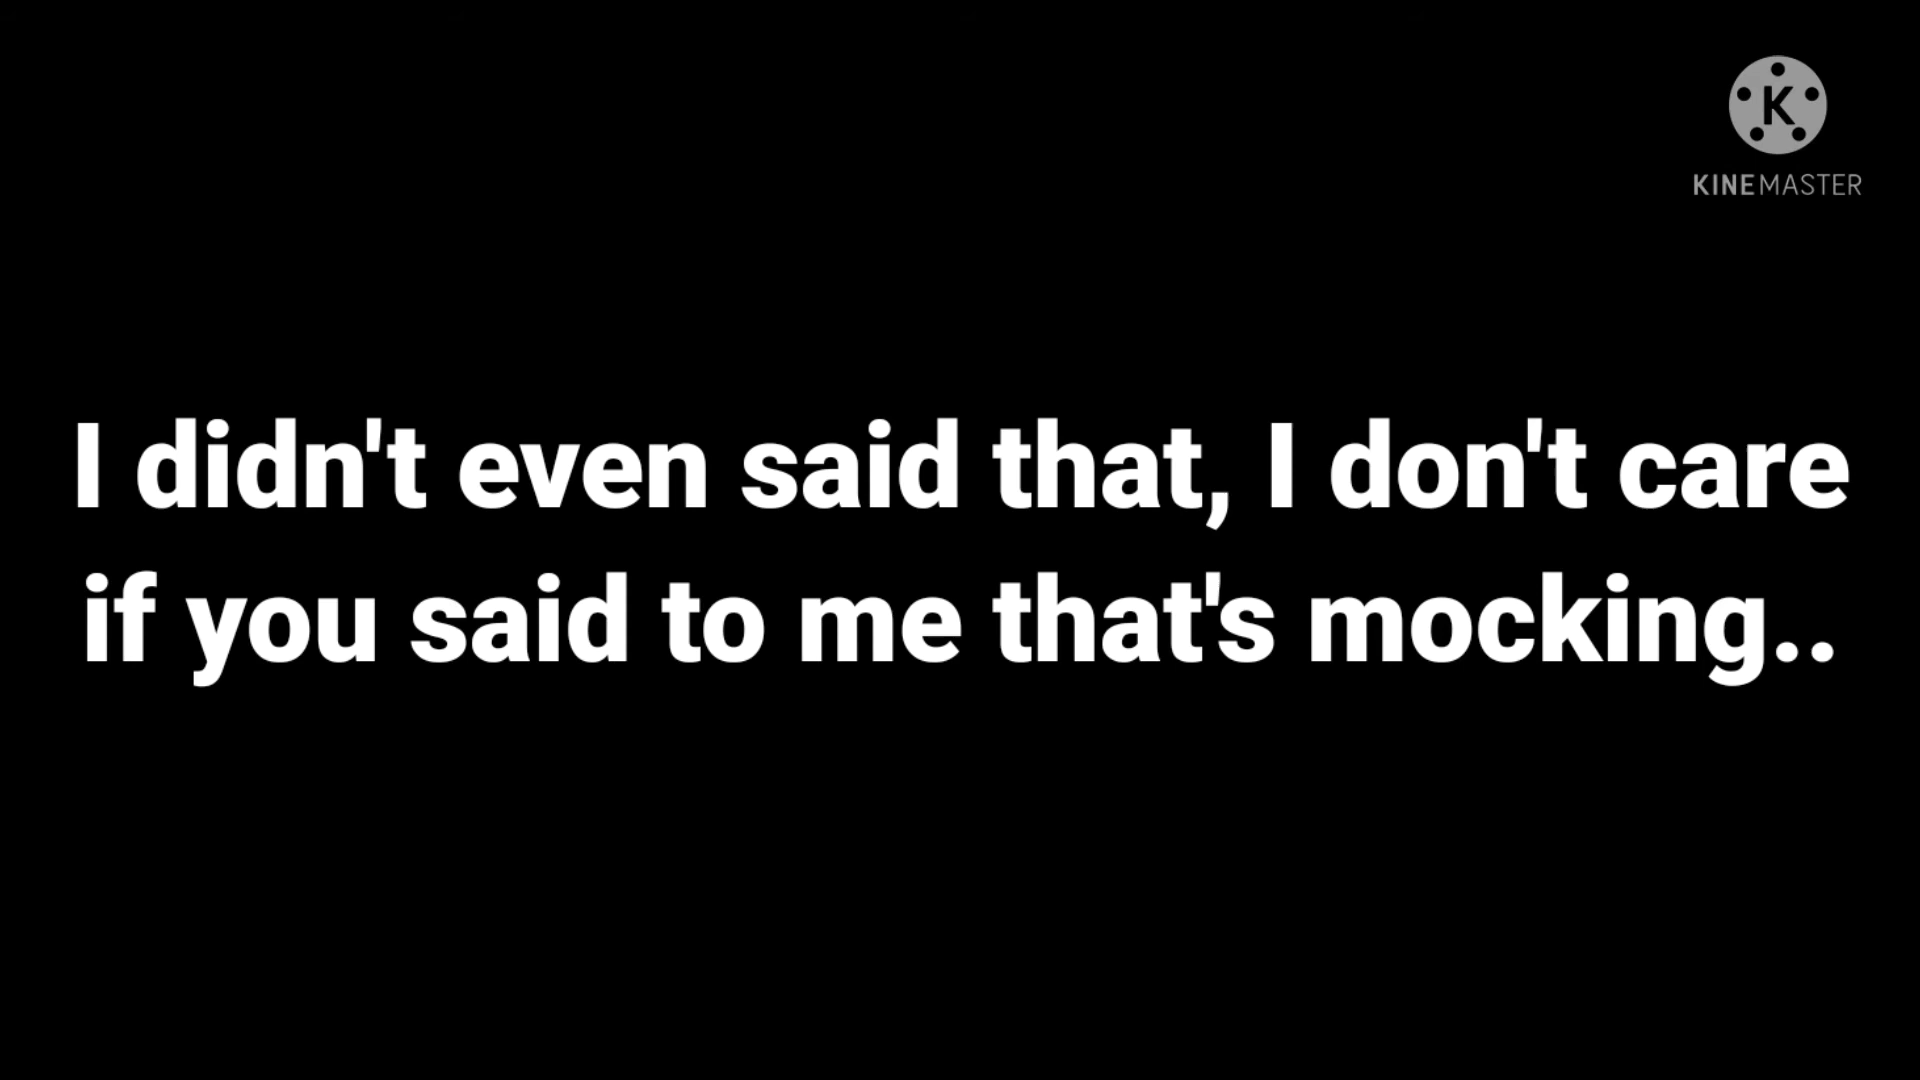 K
KINEMASTER
I didn't even said that, I don't care
if you said to me that's mocking..